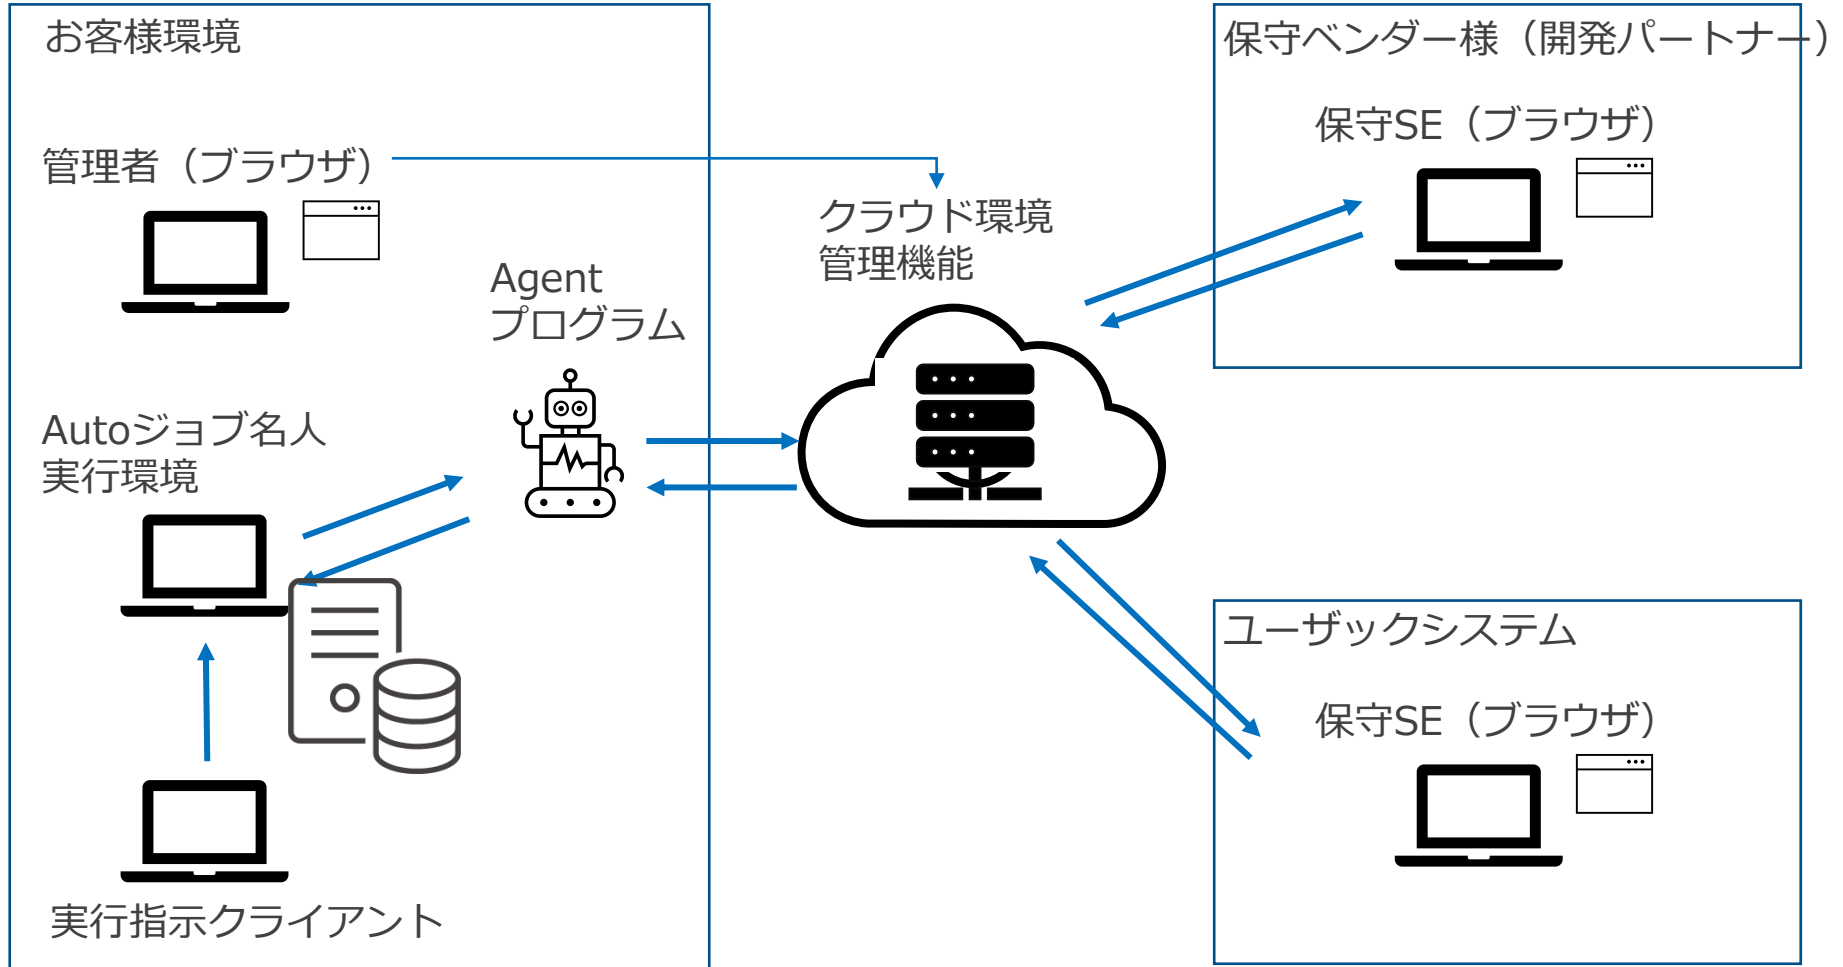 お客様環境
管理者（ブラウザ）
Agent
プログラム
Autoジョブ名人
実行環境
実行指示クライアント
クラウド環境
管理機能
保守ベンダー様（開発パートナー）
保守SE（ブラウザ）
ユーザックシステム
保守SE（ブラウザ）